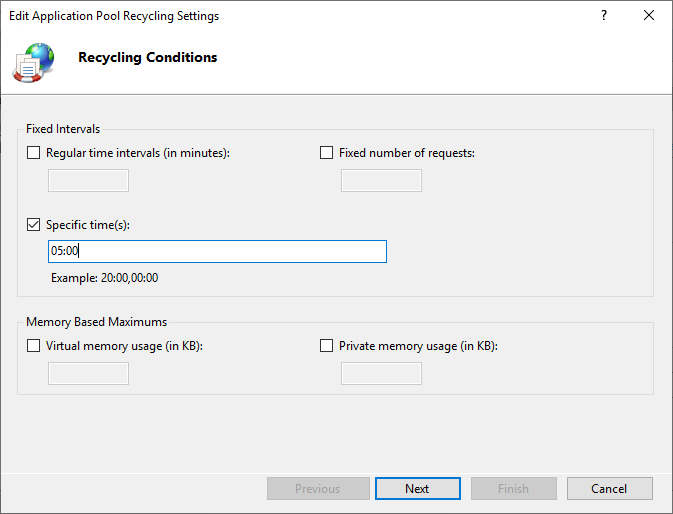 Edit Application Pool Recycling Settings
?
Recycling Conditions
Fixed Intervals
Regular time intervals (in minutes):
Fixed number of requests:
Specific time(s):
05:00
Example: 20:00,00:00
Memory Based Maximums
Virtual memory usage (in KB):
Private memory usage (in KB):
Previous
Next
Finish
Cancel